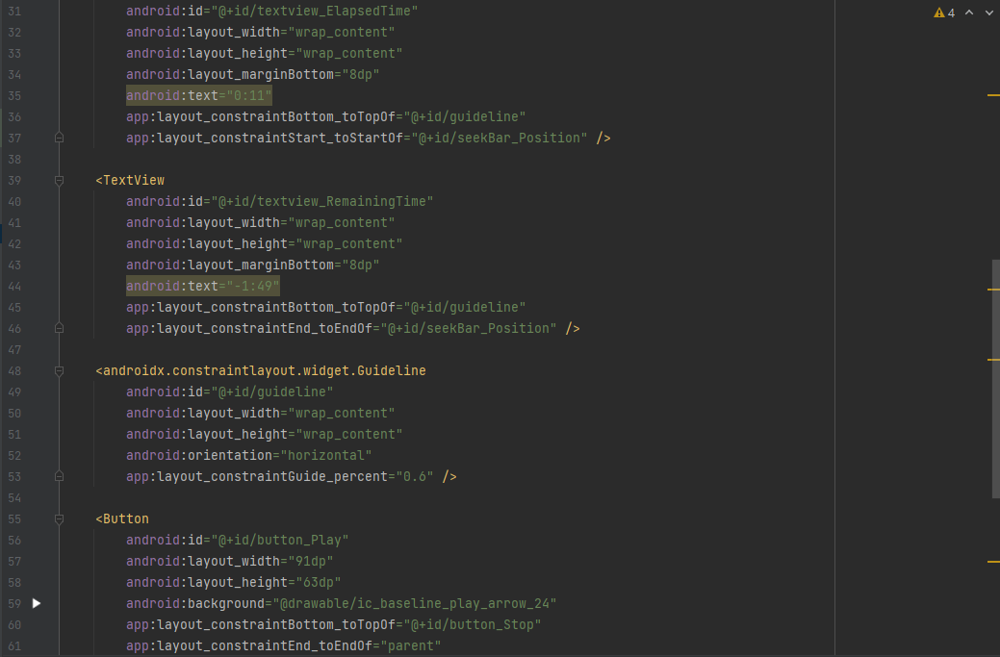 4
31 android:id="@+id/textview_ElapsedTime"
32 android:layout_width="wrap_content"
33 android:layout_height="wrap_content"
34 android:layout_marginBottom="8dp"
35 android:text="0:11"
36 app:layout_constraintBottom_toTopOf="@+id/guideline"
37 app:layout_constraintStart_toStartOf="@+id/seekBar_Position" />
38
39 <TextView
40 android:id="@+id/textview_RemainingTime"
41 android:layout_width="wrap_content"
42 android:layout_height="wrap_content"
43 android:layout_marginBottom="8dp"
44 android:text="-1:49"
45 app:layout_constraintBottom_toTopOf="@+id/guideline"
46 app:layout_constraintEnd_toEndOf="@+id/seekBar_Position" />
47
48 <androidx.constraintlayout.widget.Guideline
49 android:id="@+id/guideline"
50 android:layout_width="wrap_content"
51 android:layout_height="wrap_content"
52 android:orientation="horizontal"
53 app:layout_constraintGuide_percent="0.6" />
54
55 <Button
56 android:id="@+id/button_Play"
57 android:layout_width="91dp"
58 android:layout_height="63dp"
59 android:background="@drawable/ic_baseline_play_arrow_24"
60 app:layout_constraintBottom_toTopOf="@+id/button_Stop"
61 app:layout_constraintEnd_toEndOf="parent"